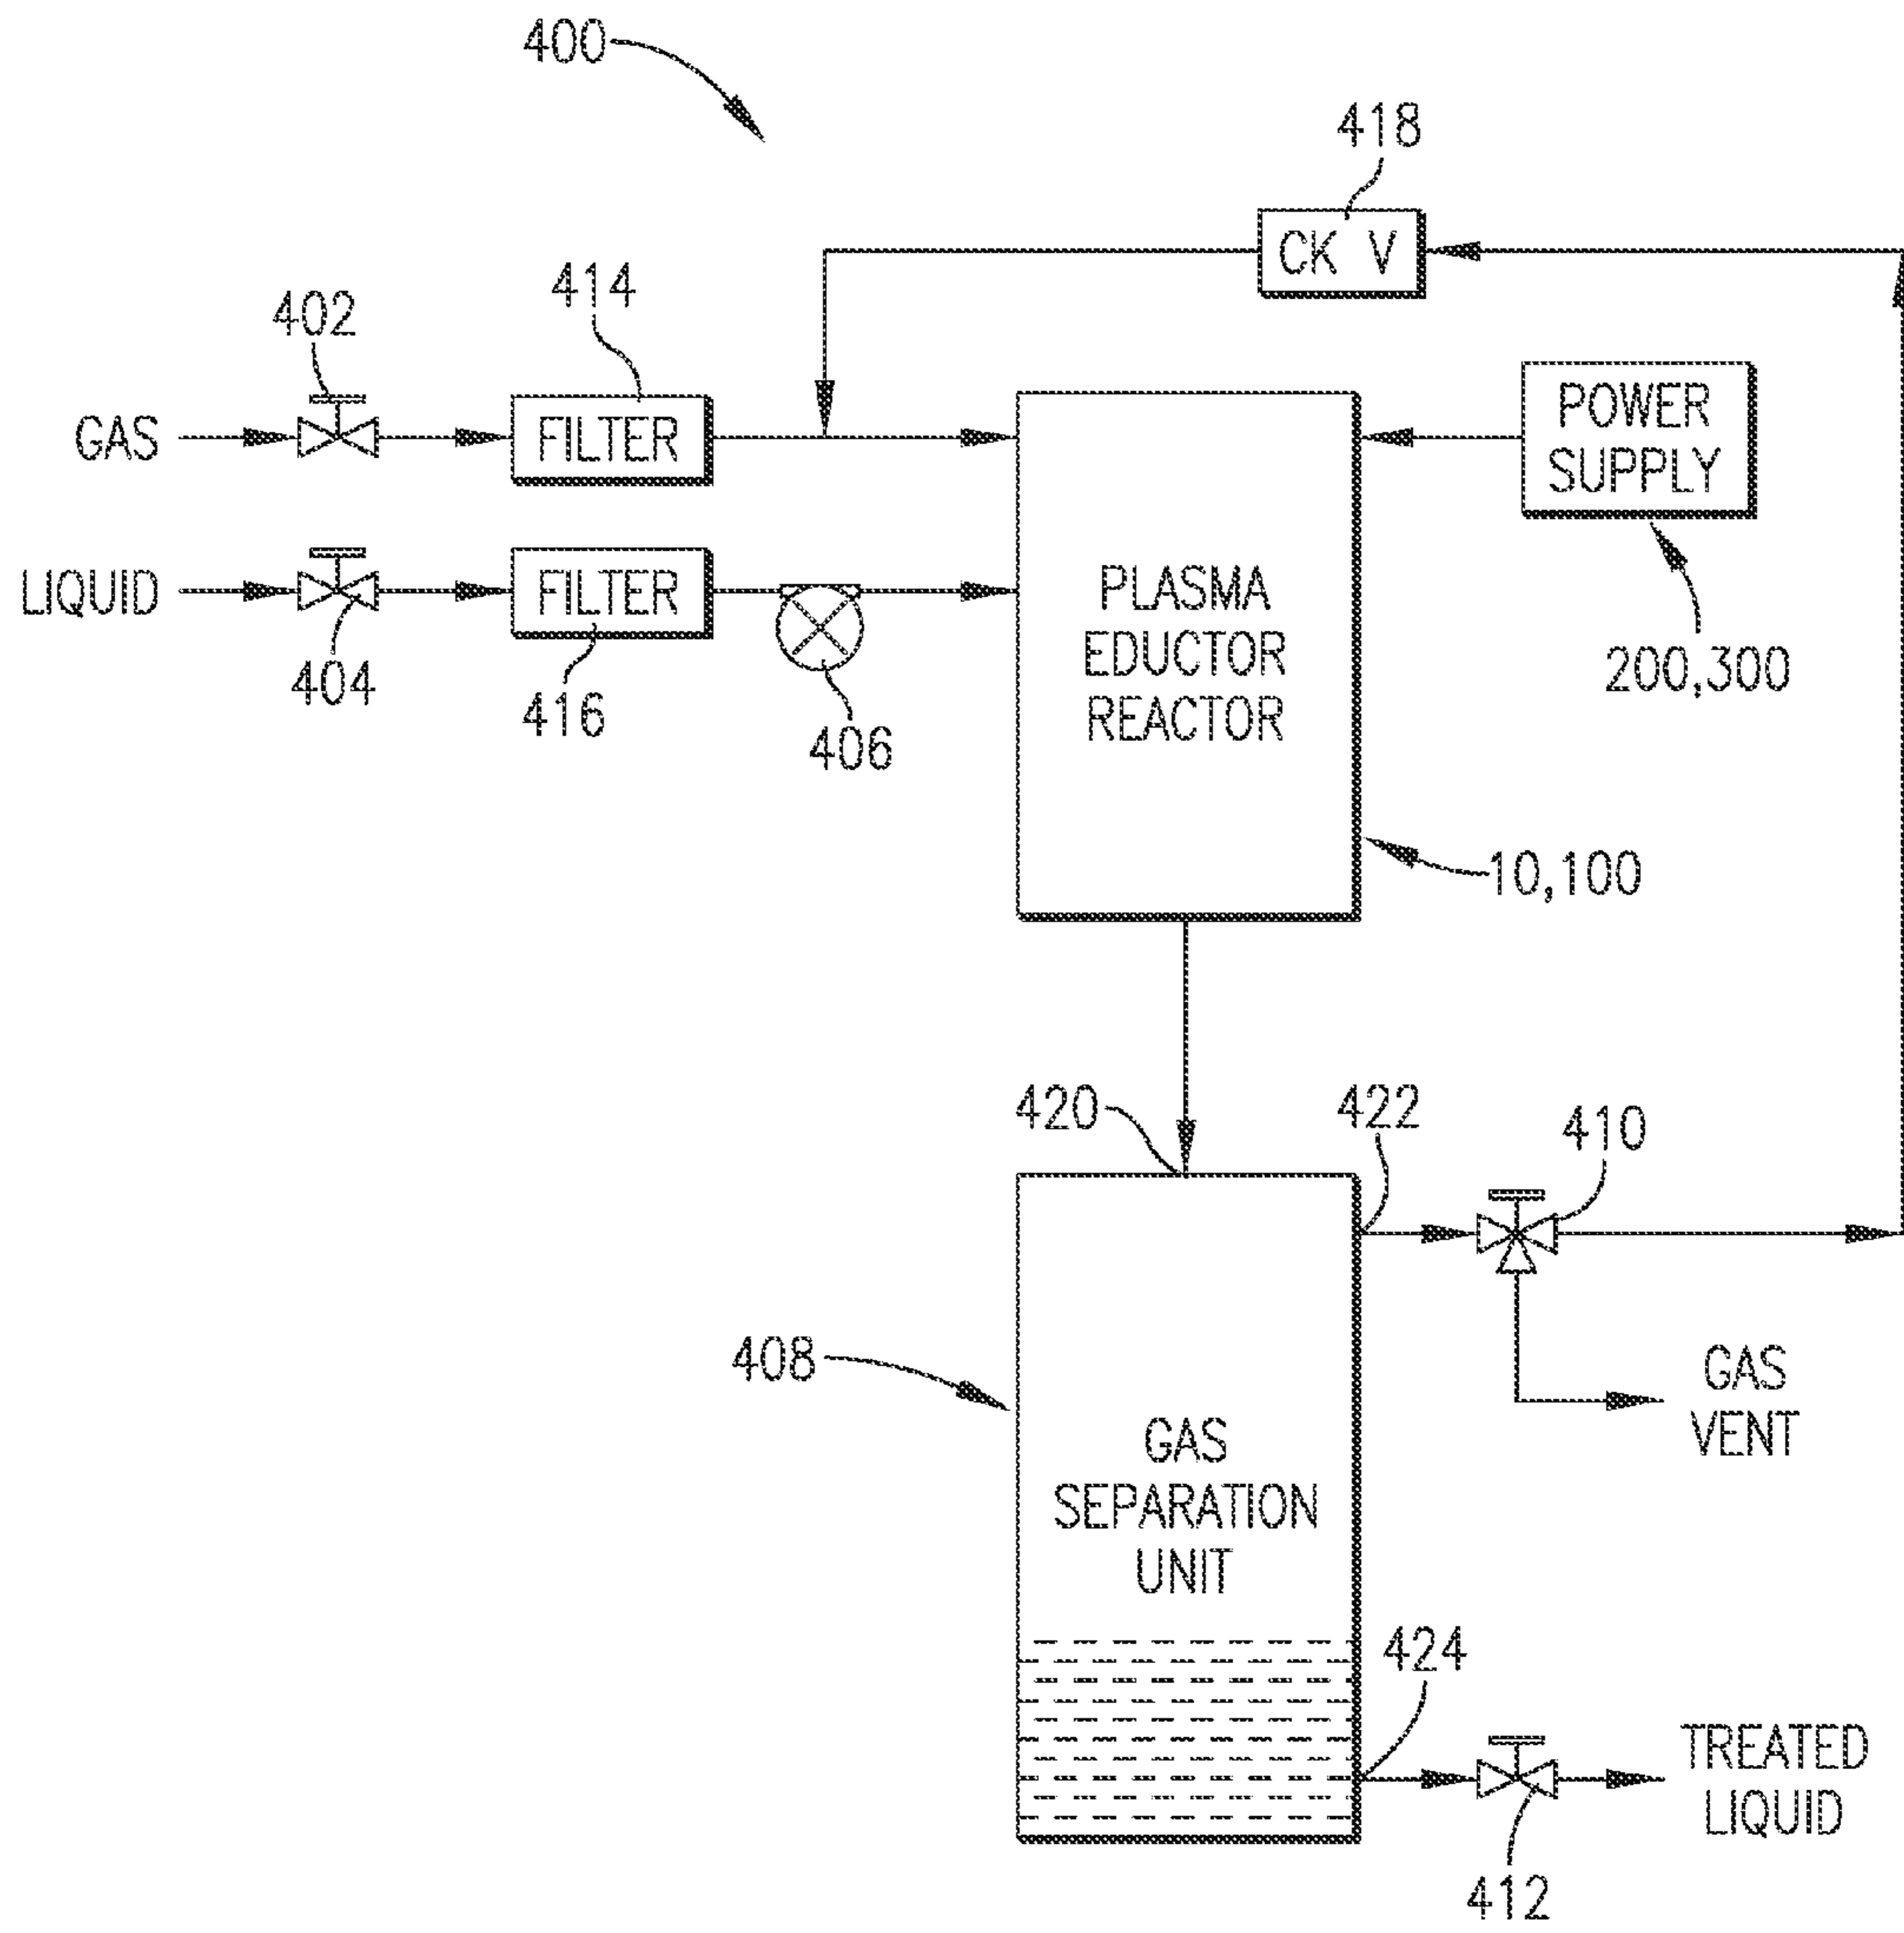 400
418
CK V
414
402
GAS
FILTER
POWER
SUPPLY
LIQUID
FILTER
404
416
406
PLASMA
EDUCTOR
REACTOR
200,300
10,100
420
422
410
408
GAS
VENT
GAS
SEPARATION
UNIT
424
TREATED
LIQUID
412